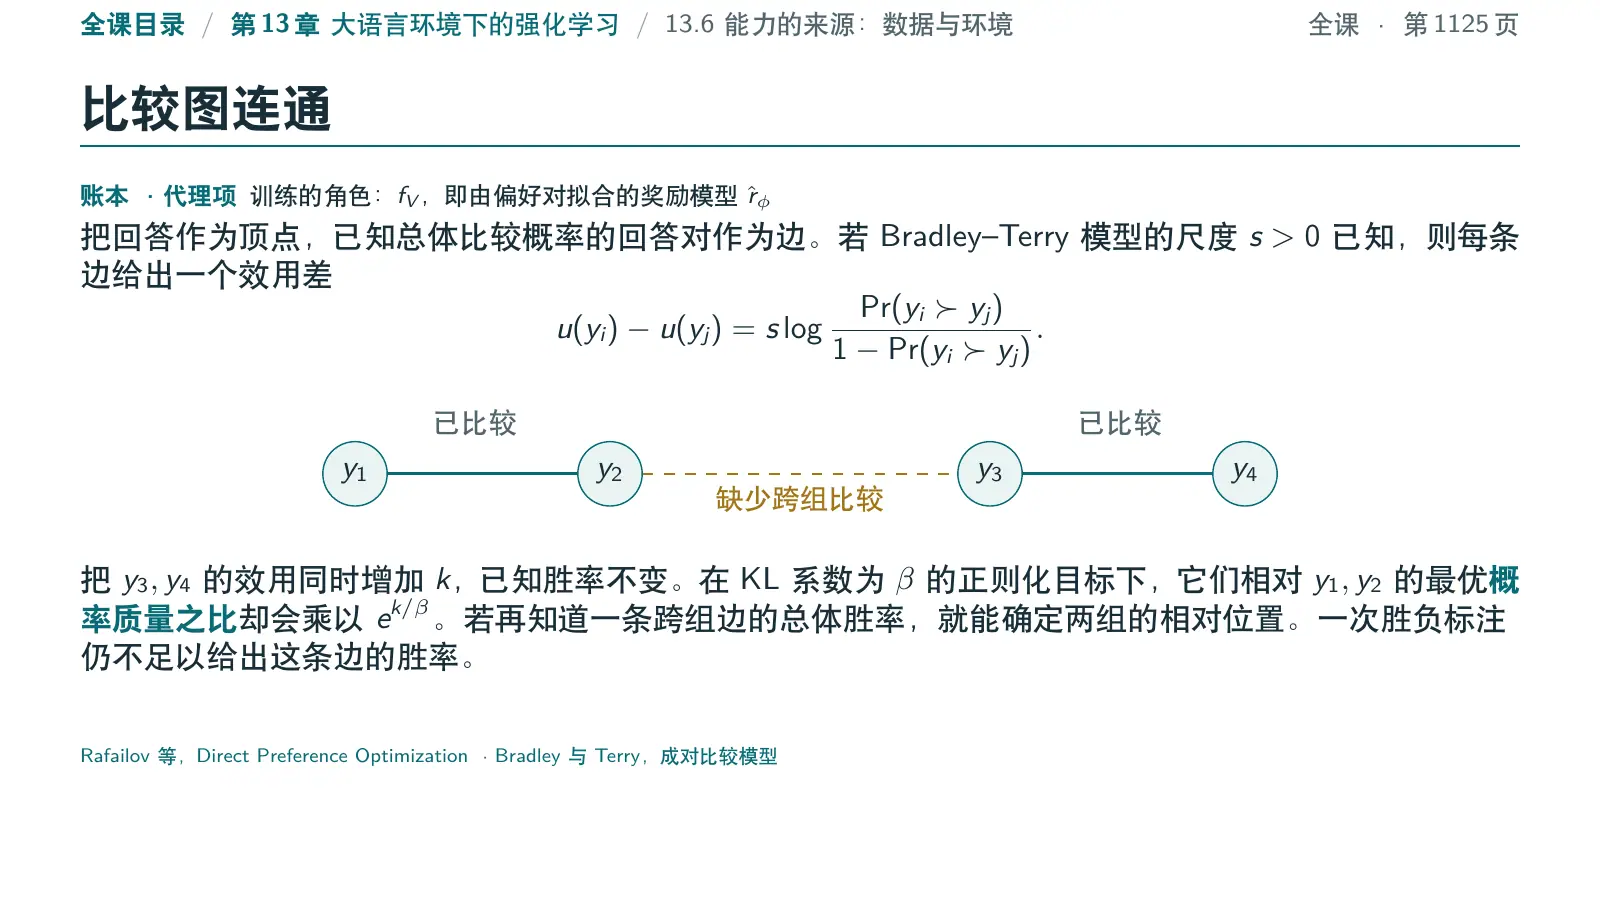 全课目录 / 第 13 章 大语言环境下的强化学习 / 13.6 能力的来源：数据与环境 全课 · 第 1125 页
比较图连通
账本 · 代理项 训练的角色：f_V，即由偏好对拟合的奖励模型 r̂_ϕ
把回答作为顶点，已知总体比较概率的回答对作为边。若 Bradley–Terry 模型的尺度 s > 0 已知，则每条
边给出一个效用差
u(y_i) − u(y_j) = s log Pr(y_i ≻ y_j) / (1 − Pr(y_i ≻ y_j)).
已比较 已比较
y_1 y_2 y_3 y_4
缺少跨组比较
把 y_3, y_4 的效用同时增加 k，已知胜率不变。在 KL 系数为 β 的正则化目标下，它们相对 y_1, y_2 的最优概
率质量之比却会乘以 e^{k/β}。若再知道一条跨组边的总体胜率，就能确定两组的相对位置。一次胜负标注
仍不足以给出这条边的胜率。
Rafailov 等，Direct Preference Optimization · Bradley 与 Terry，成对比较模型